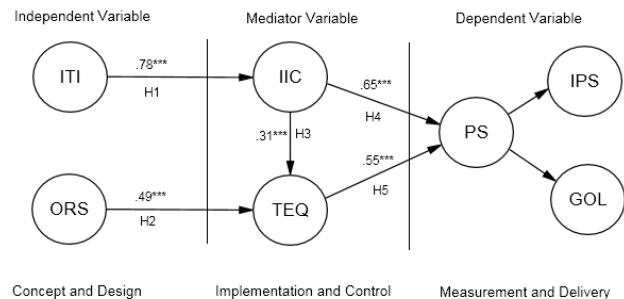 Independent Variable
Mediator Variable
Dependent Variable
ITI
.78***
H1
IIC
.65***
H4
IPS
.31***
H3
PS
ORS
.49***
H2
TEQ
.55***
H5
GOL
Concept and Design
Implementation and Control
Measurement and Delivery